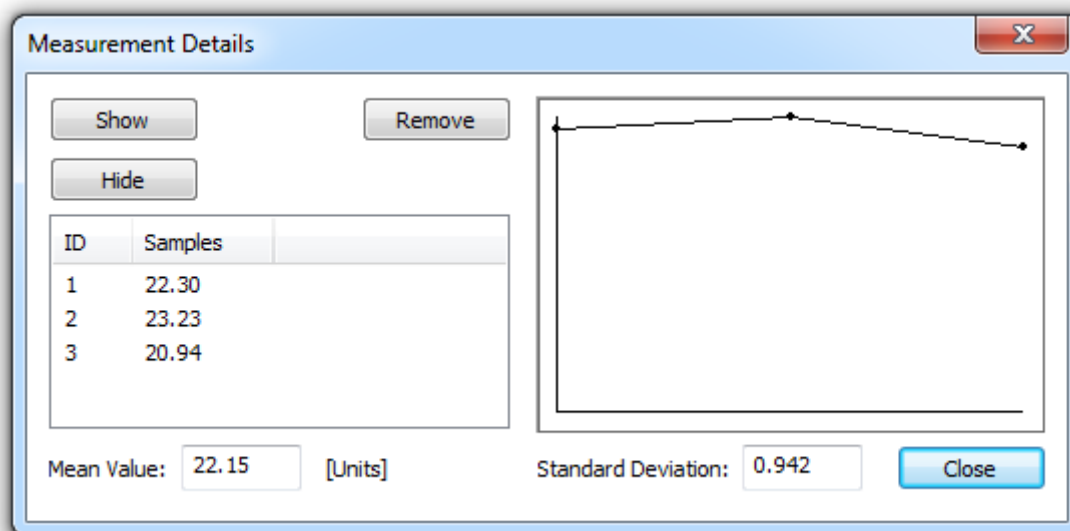 Measurement Details
Show
Remove
Hide
ID Samples
1 22.30
2 23.23
3 20.94
Mean Value: 22.15 [Units]
Standard Deviation: 0.942
Close